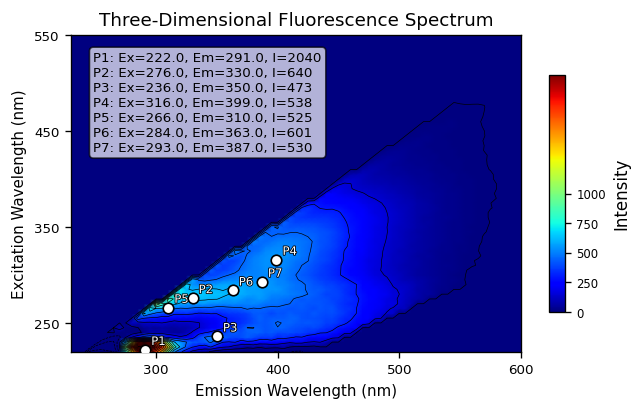 Three-Dimensional Fluorescence Spectrum
P1: Ex=222.0, Em=291.0, I=2040
P2: Ex=276.0, Em=330.0, I=640
P3: Ex=236.0, Em=350.0, I=473
P4: Ex=316.0, Em=399.0, I=538
P5: Ex=266.0, Em=310.0, I=525
P6: Ex=284.0, Em=363.0, I=601
P7: Ex=293.0, Em=387.0, I=530
550
450
350
250
Excitation Wavelength (nm)
P4
P7
P6
P2
P5
P3
P1
300
400
500
600
Emission Wavelength (nm)
1000
750
500
250
0
Intensity